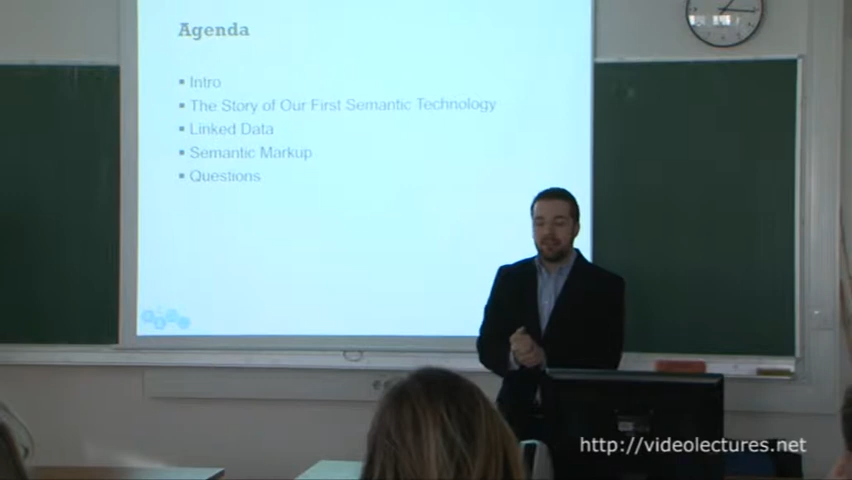 Agenda
▪ Intro
▪ The Story of Our First Semantic Technology
▪ Linked Data
▪ Semantic Markup
▪ Questions
http://videolectures.net